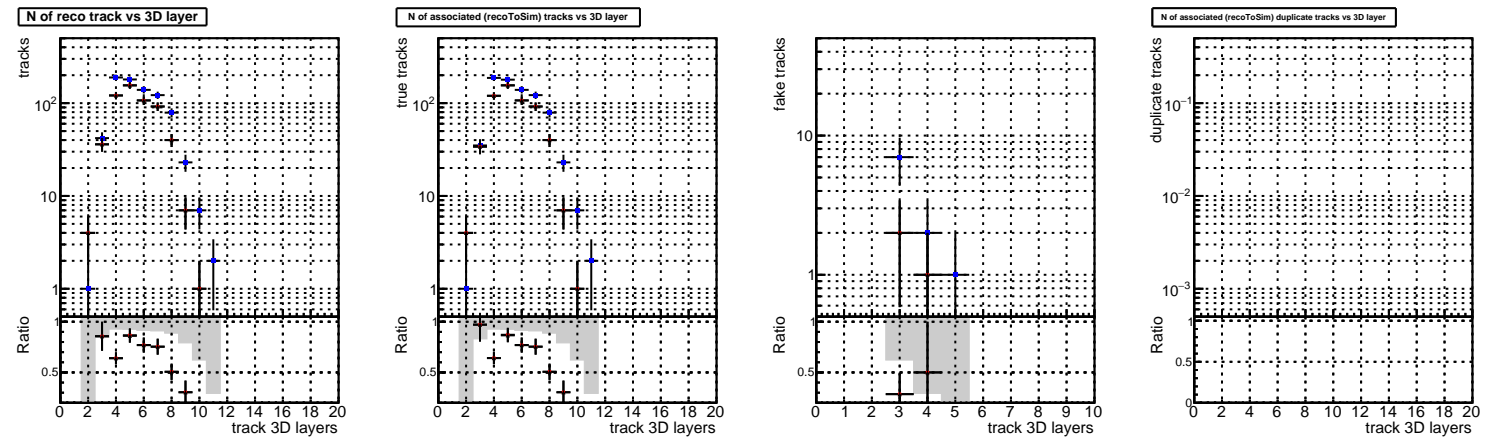 N of reco track vs 3D layer
tracks
10²
10
1
Ratio
1
0.5
0 2 4 6 8 10 12 14 16 18 20
track 3D layers
N of associated (recoToSim) tracks vs 3D layer
true tracks
10²
10
1
Ratio
1
0.5
0 2 4 6 8 10 12 14 16 18 20
track 3D layers
fake tracks
10
1
Ratio
1
0.5
0 1 2 3 4 5 6 7 8 9 10
track 3D layers
N of associated (recoToSim) duplicate tracks vs 3D layer
duplicate tracks
10⁻¹
10⁻²
10⁻³
Ratio
1
0.5
0
0 2 4 6 8 10 12 14 16 18 20
track 3D layers